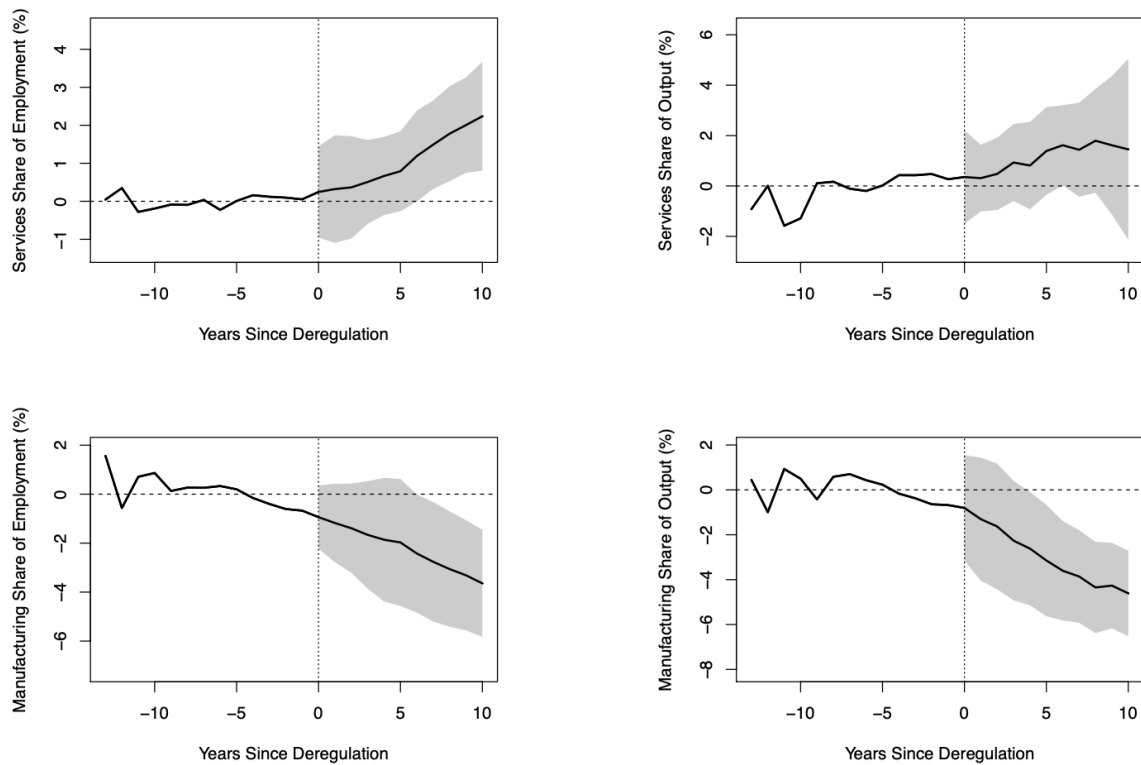 Services Share of Employment (%)
4
3
2
1
0
−1
−10 −5 0 5 10
Years Since Deregulation
Services Share of Output (%)
6
4
2
0
−2
−10 −5 0 5 10
Years Since Deregulation
Manufacturing Share of Employment (%)
2
0
−2
−4
−6
−10 −5 0 5 10
Years Since Deregulation
Manufacturing Share of Output (%)
2
0
−2
−4
−6
−8
−10 −5 0 5 10
Years Since Deregulation